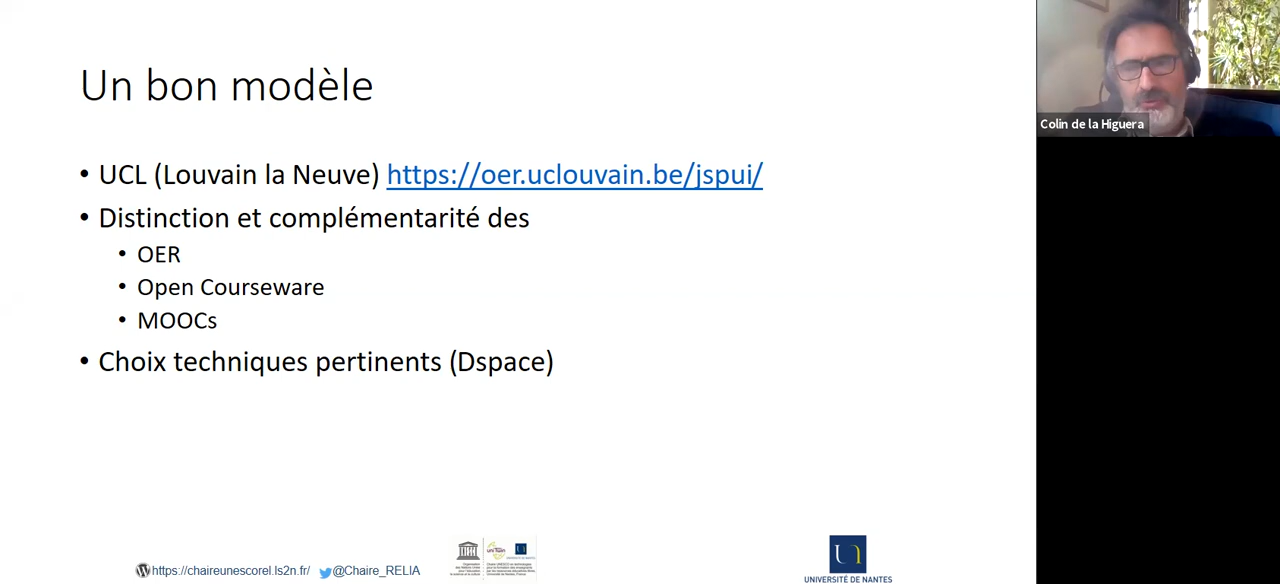 Un bon modèle
• UCL (Louvain la Neuve) https://oer.uclouvain.be/jspui/
• Distinction et complémentarité des
• OER
• Open Courseware
• MOOCs
• Choix techniques pertinents (Dspace)
Colin de la Higuera
https://chaireunescorel.ls2n.fr/ @Chaire_RELIA
UNIVERSITÉ DE NANTES